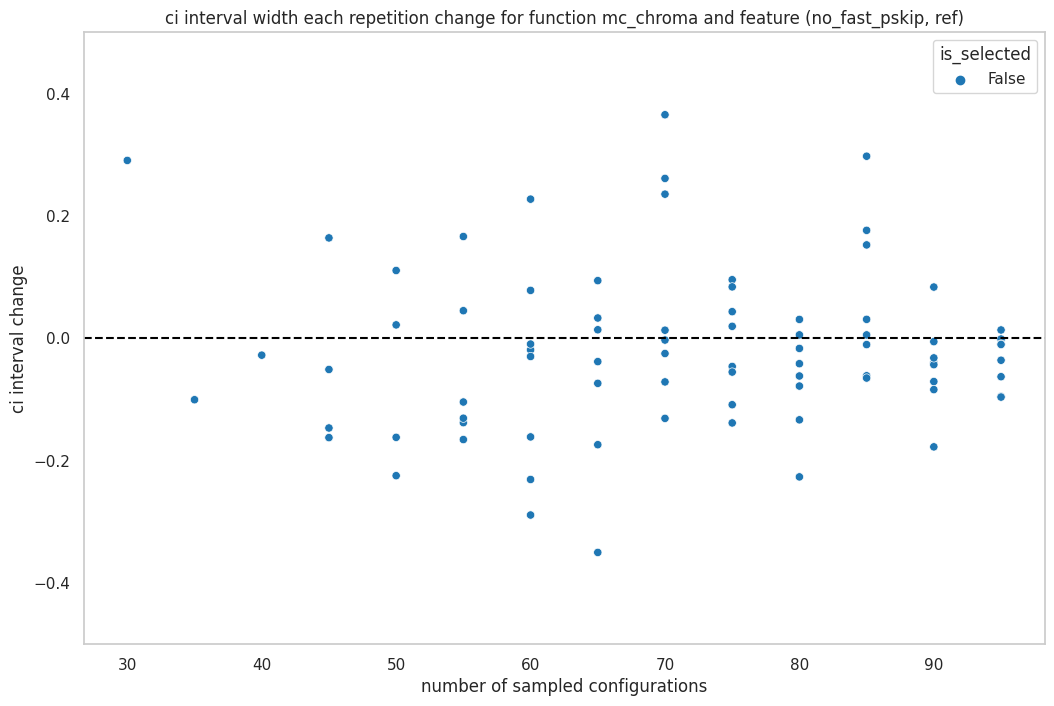 ci interval width each repetition change for function mc_chroma and feature (no_fast_pskip, ref)
is_selected
False
ci interval change
0.4
0.2
0.0
−0.2
−0.4
30 40 50 60 70 80 90
number of sampled configurations